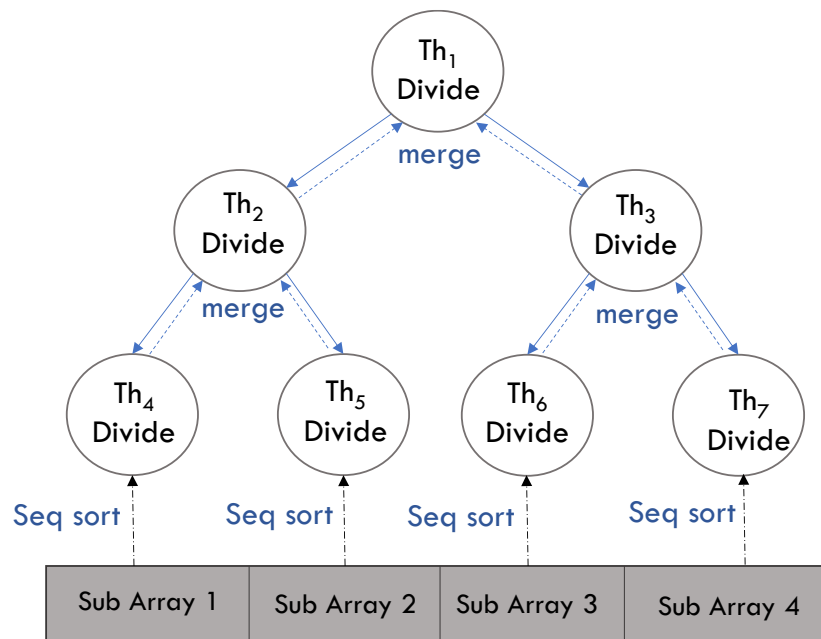 Th₁
Divide
merge
Th₂
Divide
Th₃
Divide
merge
merge
Th₄
Divide
Th₅
Divide
Th₆
Divide
Th₇
Divide
Seq sort
Seq sort
Seq sort
Seq sort
Sub Array 1
Sub Array 2
Sub Array 3
Sub Array 4